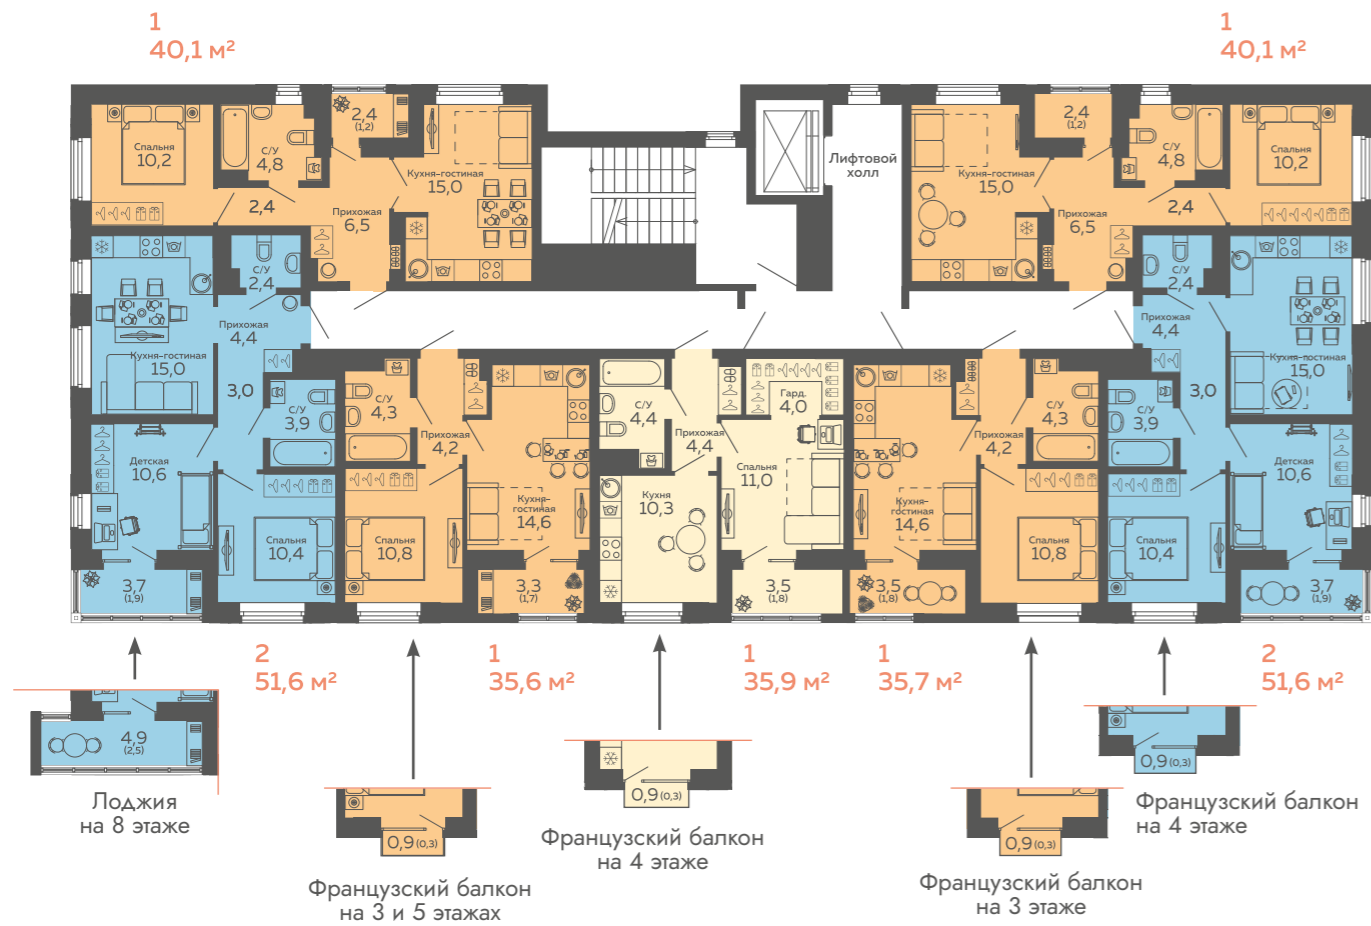 1
40,1 м²
1
40,1 м²
Спальня
10,2
С/У
4,8
2,4
(1,2)
Кухня-гостиная
15,0
2,4
Прихожая
6,5
Лифтовой
холл
Кухня-гостиная
15,0
2,4
(1,2)
С/У
4,8
Спальня
10,2
2,4
Прихожая
6,5
С/У
2,4
Прихожая
4,4
Кухня-гостиная
15,0
3,0
С/У
3,9
Детская
10,6
Спальня
10,4
3,7
(1,9)
С/У
4,3
Прихожая
4,2
Спальня
10,8
Кухня-
гостиная
14,6
3,3
(1,7)
С/У
4,4
Прихожая
4,4
Кухня
10,3
Гард.
4,0
Спальня
11,0
3,5
(1,8)
Кухня-
гостиная
14,6
3,5
(1,8)
Прихожая
4,2
С/У
4,3
Спальня
10,8
С/У
2,4
Прихожая
4,4
3,0
Кухня-гостиная
15,0
С/У
3,9
Детская
10,6
Спальня
10,4
3,7
(1,9)
2
51,6 м²
1
35,6 м²
1
35,9 м²
1
35,7 м²
2
51,6 м²
4,9
(2,5)
Лоджия
на 8 этаже
0,9 (0,3)
Французский балкон
на 3 и 5 этажах
0,9 (0,3)
Французский балкон
на 4 этаже
0,9 (0,3)
Французский балкон
на 3 этаже
0,9 (0,3)
Французский балкон
на 4 этаже